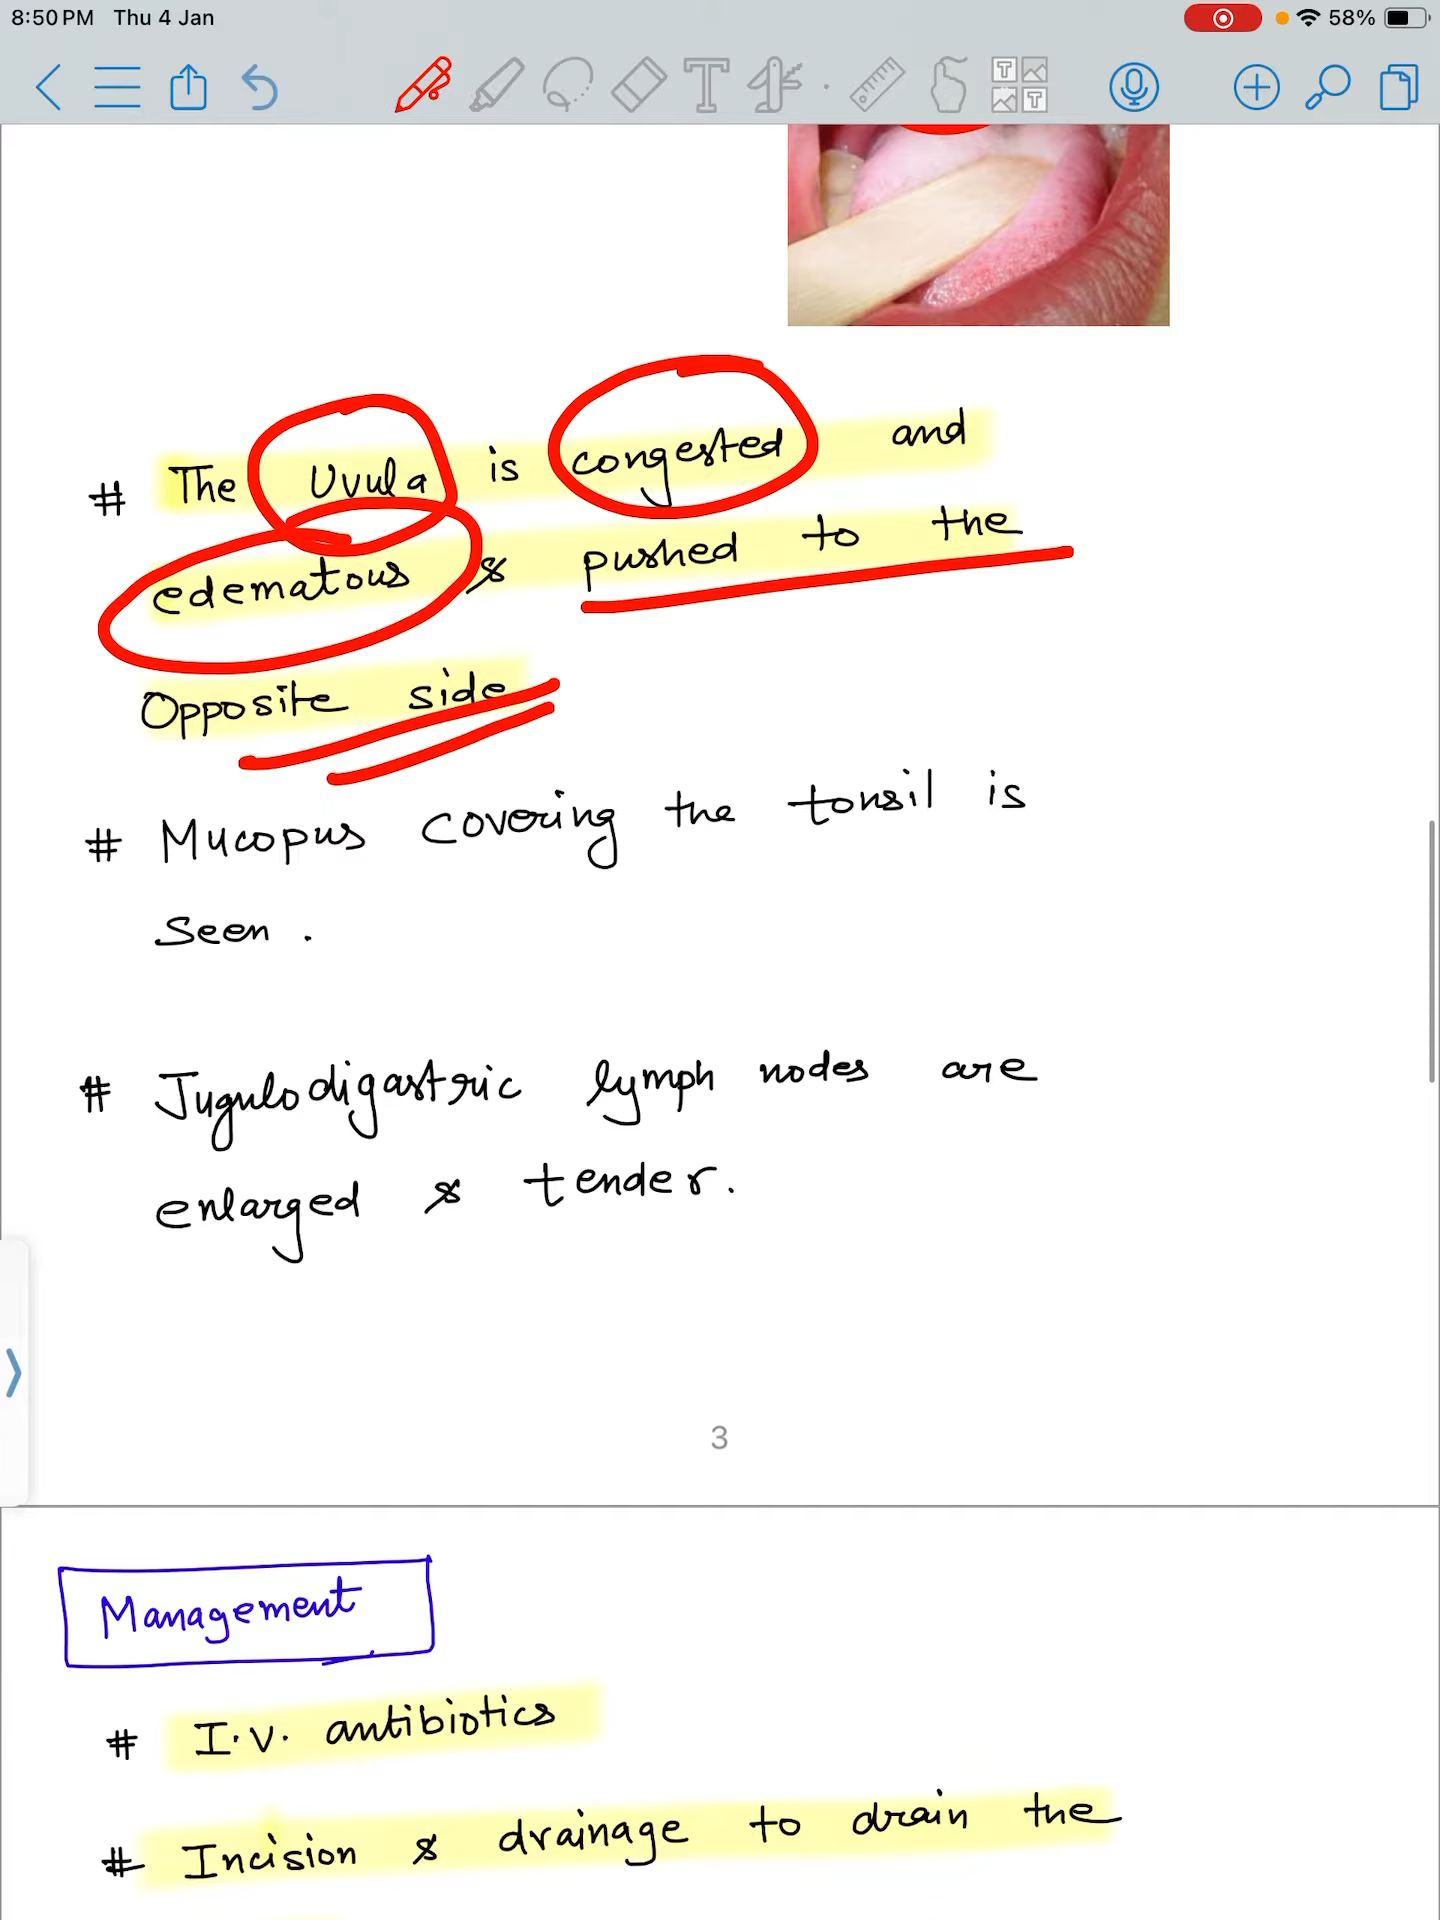 8:50 PM Thu 4 Jan
58%
# The Uvula is congested and
edematous & pushed to the
Opposite side
# Mucopus covering the tonsil is
seen .
# Jugulodigastric lymph nodes are
enlarged & tender.
3
Management
# I.V. antibiotics
# Incision & drainage to drain the